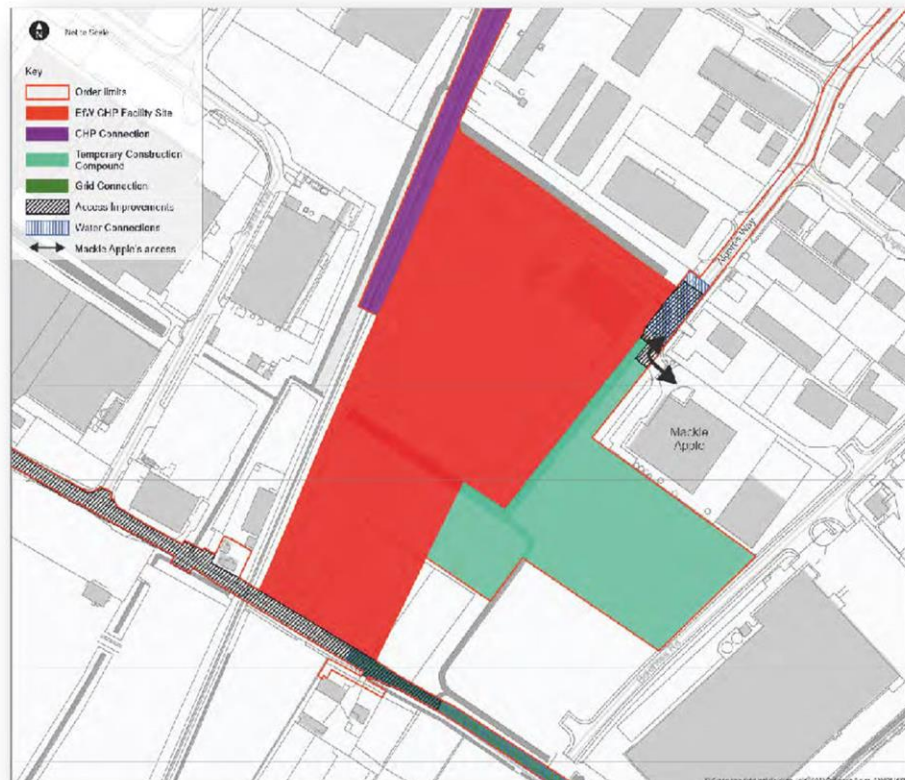 N
Not to Scale
Key
Order limits
EfW CHP Facility Site
CHP Connection
Temporary Construction
Compound
Grid Connection
Access Improvements
Water Connections
Mackle Apple's access
Way
Mackle
Apple